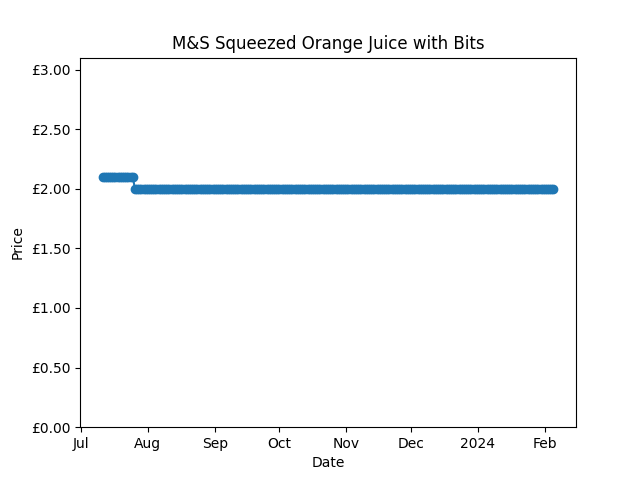 M&S Squeezed Orange Juice with Bits
£3.00
£2.50
£2.00
£1.50
£1.00
£0.50
£0.00
Price
Jul Aug Sep Oct Nov Dec 2024 Feb
Date